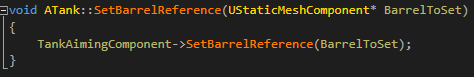 void ATank::SetBarrelReference(UStaticMeshComponent* BarrelToSet)
{
    TankAimingComponent->SetBarrelReference(BarrelToSet);
}